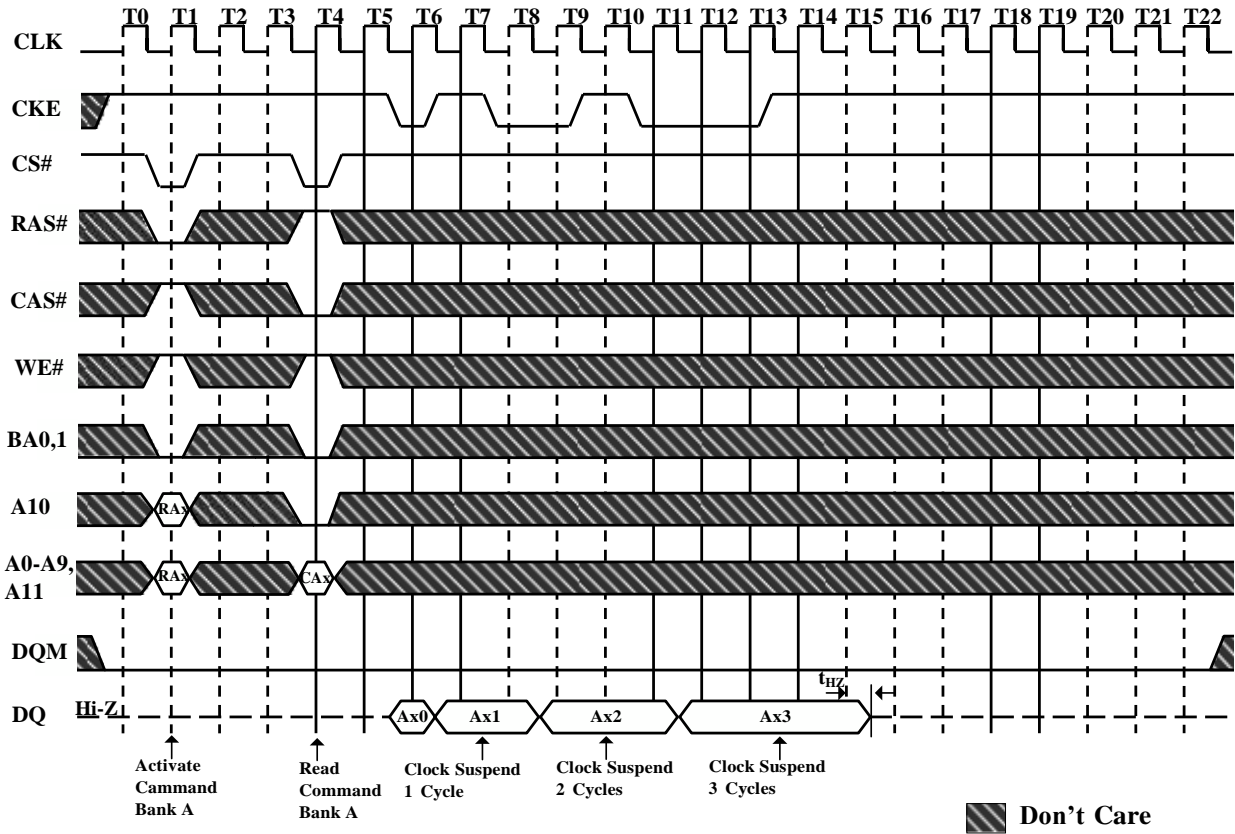 T0 T1 T2 T3 T4 T5 T6 T7 T8 T9 T10 T11 T12 T13 T14 T15 T16 T17 T18 T19 T20 T21 T22
CLK
CKE
CS#
RAS#
CAS#
WE#
BA0,1
A10
RAx
A0-A9,
A11
RAx
CAx
DQM
tHZ
DQ
Hi-Z
Ax0
Ax1
Ax2
Ax3
Activate
Cammand
Bank A
Read
Command
Bank A
Clock Suspend
1 Cycle
Clock Suspend
2 Cycles
Clock Suspend
3 Cycles
Don't Care